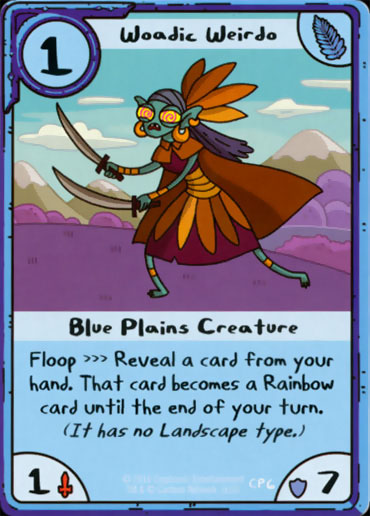 1
Woadic Weirdo
Blue Plains Creature
Floop >>> Reveal a card from your
hand. That card becomes a Rainbow
card until the end of your turn.
(It has no Landscape type.)
1
CP6
7